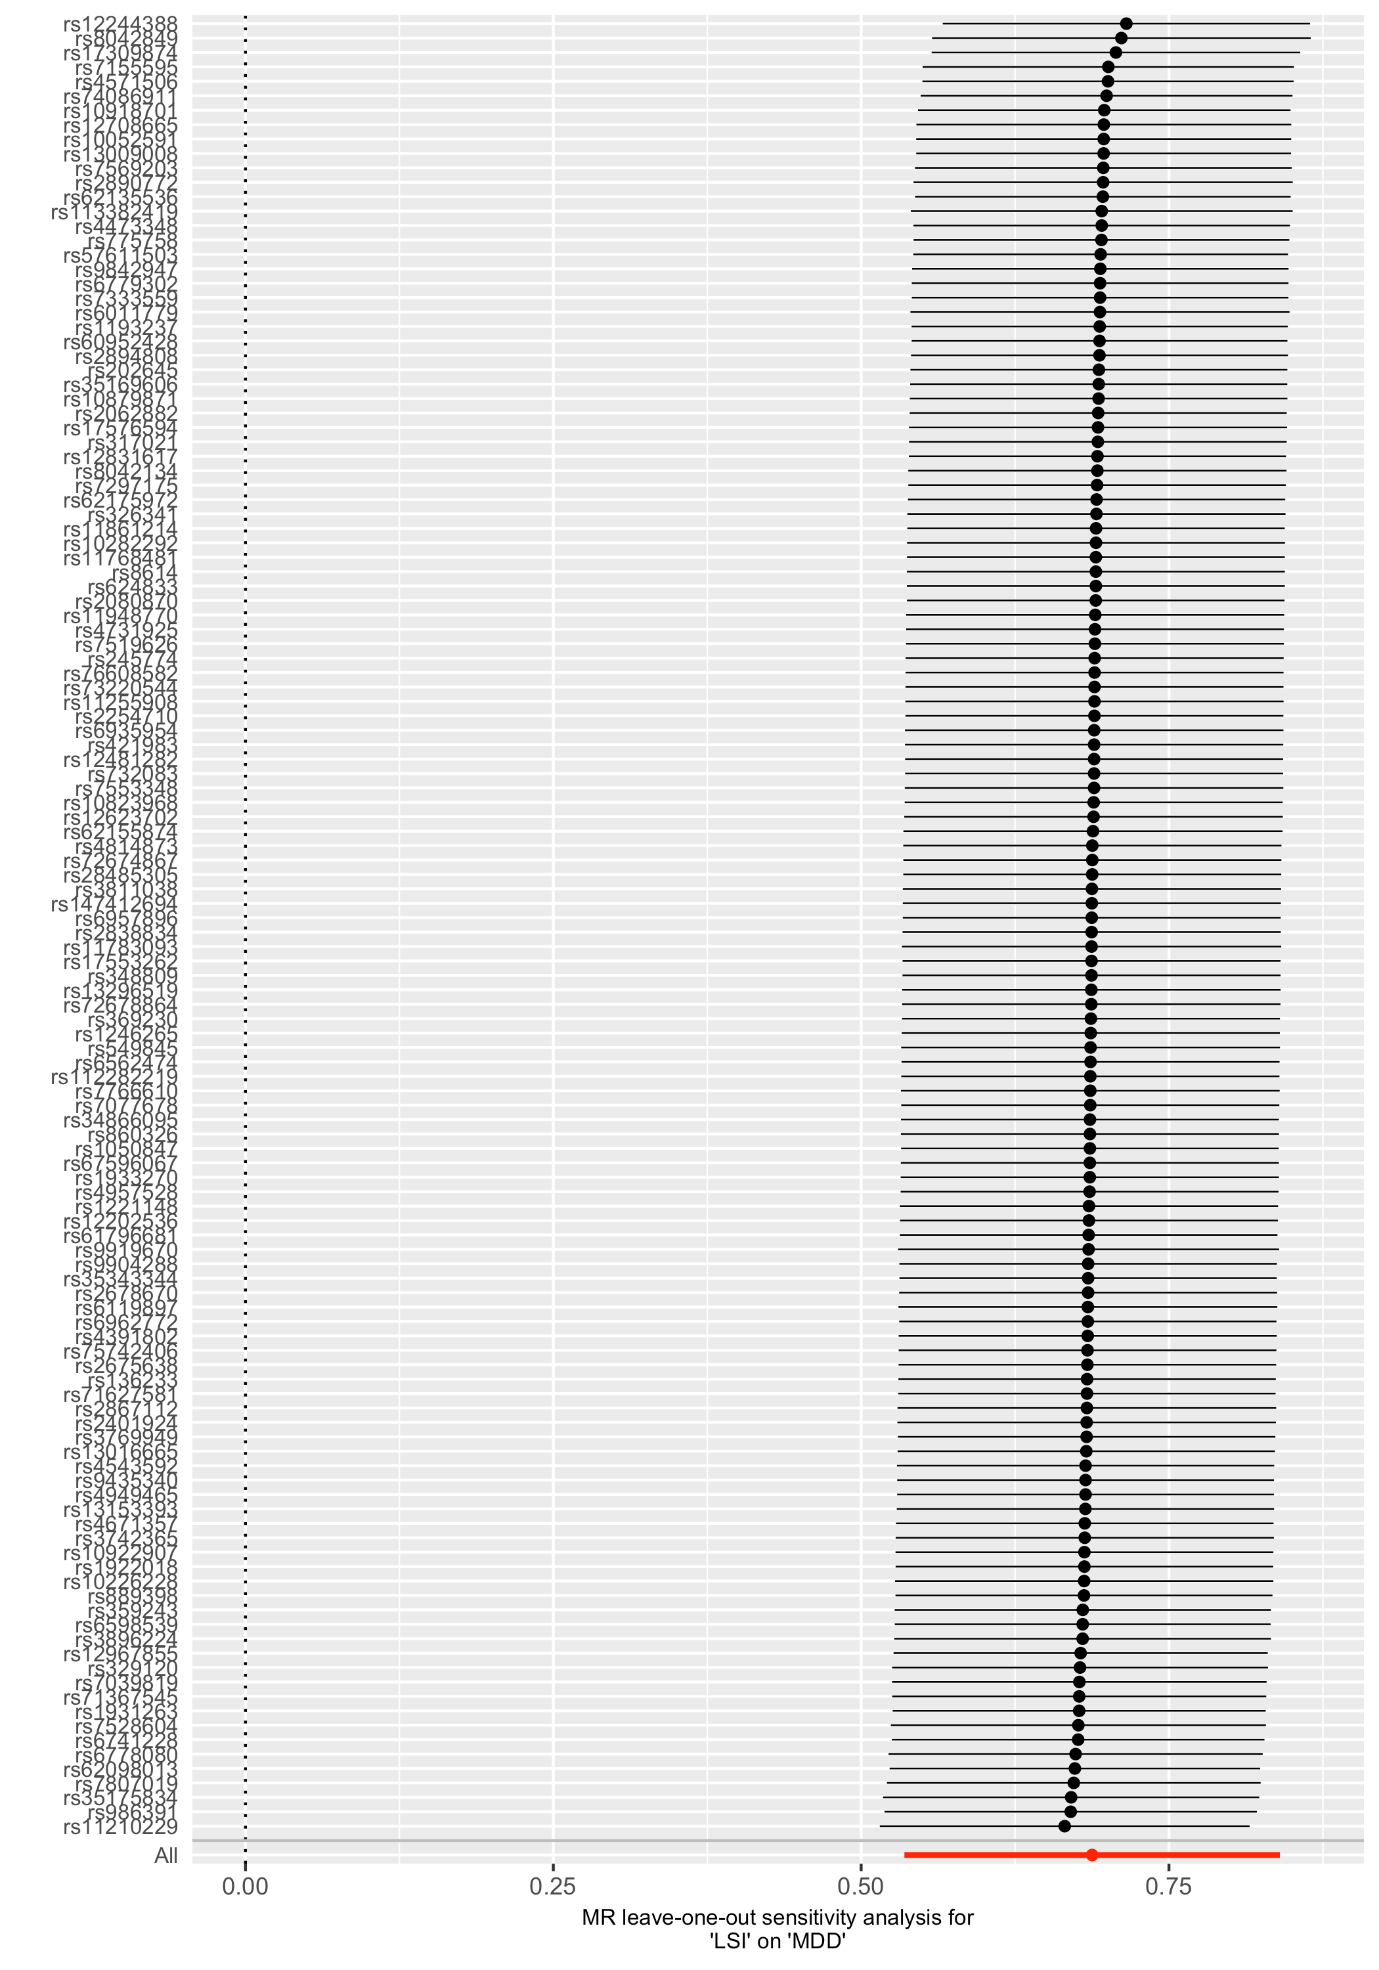 rs12244388
rs8042849
rs17309874
rs7155595
rs4571506
rs74086911
rs10918701
rs12708665
rs10052591
rs13009008
rs7569203
rs2890772
rs62135536
rs113382419
rs4473348
rs775758
rs57611503
rs9842947
rs6779302
rs7333559
rs6011779
rs1193237
rs60952428
rs2894808
rs202645
rs35169606
rs10879871
rs2062882
rs17576594
rs317021
rs12831617
rs8042134
rs7297175
rs62175972
rs326341
rs11861214
rs10282292
rs11768481
rs8614
rs624833
rs2080870
rs11948770
rs4731925
rs7519626
rs245774
rs76608582
rs73220544
rs11255908
rs2254710
rs6935954
rs421983
rs12481282
rs732083
rs7553348
rs10823968
rs12623702
rs62155874
rs4814873
rs72674867
rs28485305
rs3811038
rs147412694
rs6957896
rs2838834
rs11783093
rs17553262
rs348809
rs13296519
rs72678864
rs369230
rs1246265
rs549845
rs6562474
rs112282219
rs7766610
rs7077678
rs34866095
rs860326
rs1050847
rs67596067
rs1933270
rs4957528
rs1221148
rs12202536
rs61796681
rs9919670
rs9904288
rs35343344
rs2678670
rs6119897
rs6962772
rs4391802
rs75742406
rs2675638
rs136233
rs71627581
rs2867112
rs2401924
rs3769949
rs13016665
rs4543592
rs9435340
rs4949465
rs13153393
rs4671357
rs3742365
rs10922907
rs1922018
rs10226228
rs889398
rs359243
rs6598539
rs3896224
rs12967855
rs329120
rs7039819
rs71367545
rs1931263
rs7528604
rs6741228
rs6778080
rs62098013
rs7807019
rs35175834
rs986391
rs11210229
All
0.00 0.25 0.50 0.75
MR leave-one-out sensitivity analysis for
'LSI' on 'MDD'